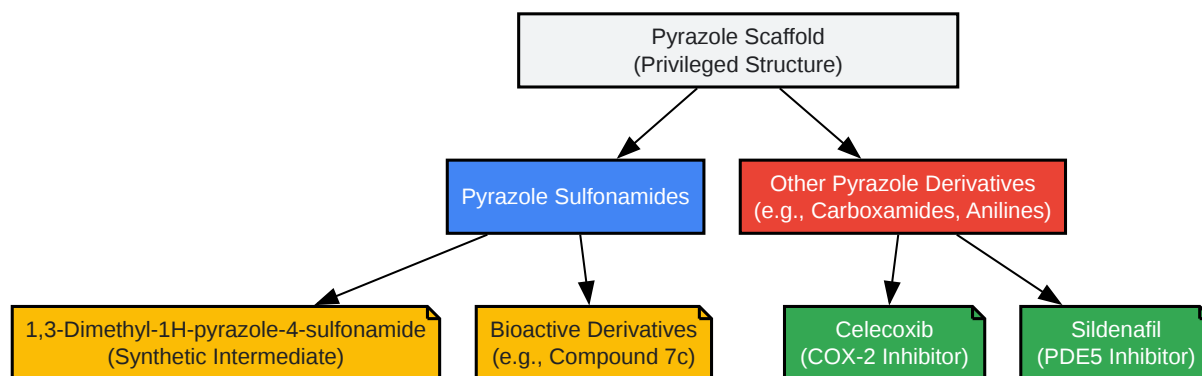 Pyrazole Scaffold
(Privileged Structure)
Pyrazole Sulfonamides
Other Pyrazole Derivatives
(e.g., Carboxamides, Anilines)
1,3-Dimethyl-1H-pyrazole-4-sulfonamide
(Synthetic Intermediate)
Bioactive Derivatives
(e.g., Compound 7c)
Celecoxib
(COX-2 Inhibitor)
Sildenafil
(PDE5 Inhibitor)